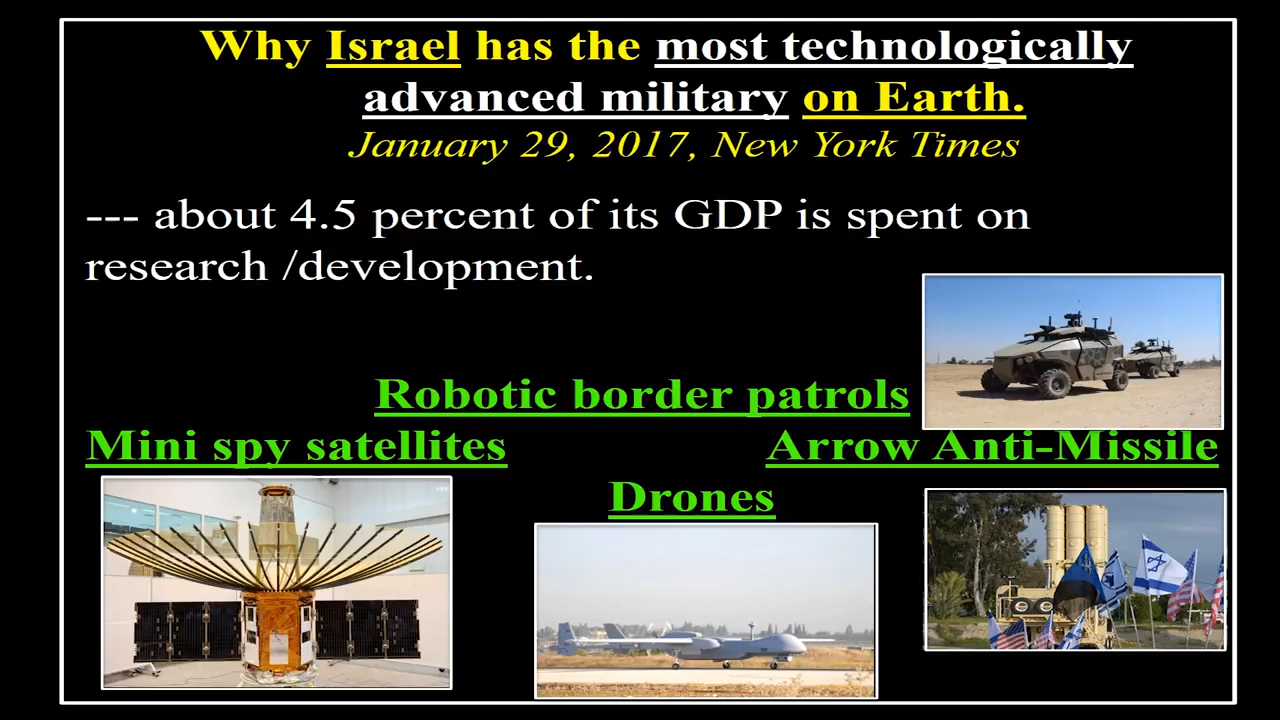 Why Israel has the most technologically
advanced military on Earth.
January 29, 2017, New York Times
--- about 4.5 percent of its GDP is spent on
research /development.
Robotic border patrols
Mini spy satellites
Arrow Anti-Missile
Drones